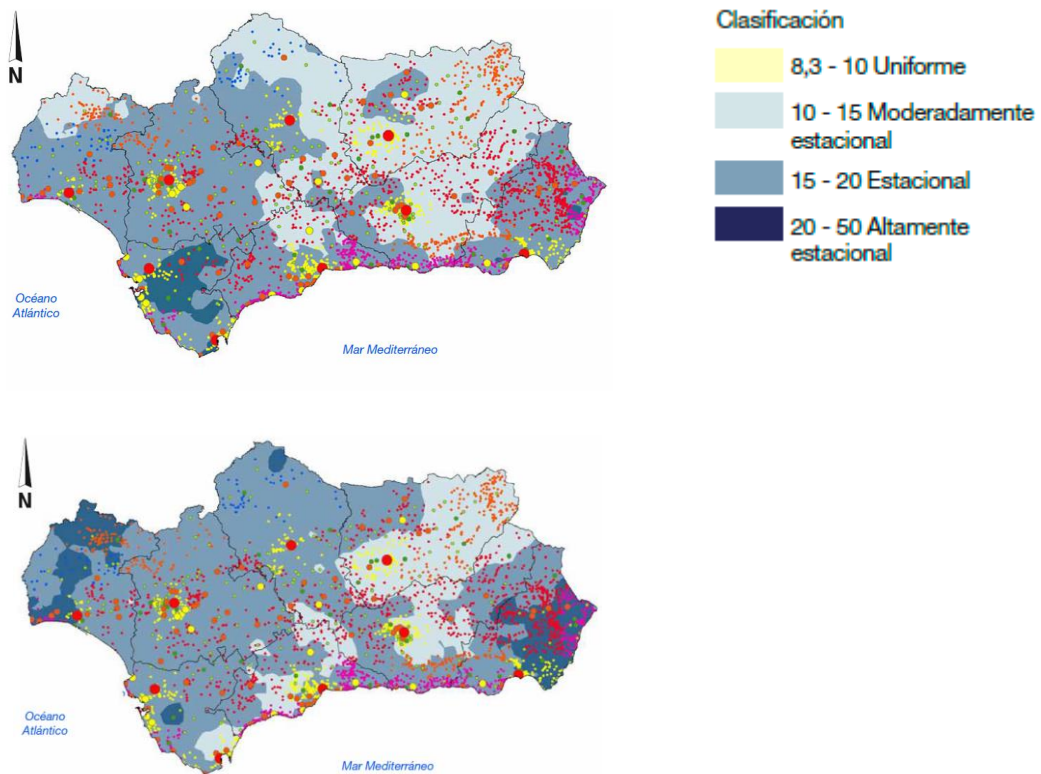 N
Océano
Atlántico
Mar Mediterráneo
Clasificación
8,3 - 10 Uniforme
10 - 15 Moderadamente
estacional
15 - 20 Estacional
20 - 50 Altamente
estacional
N
Océano
Atlántico
Mar Mediterráneo